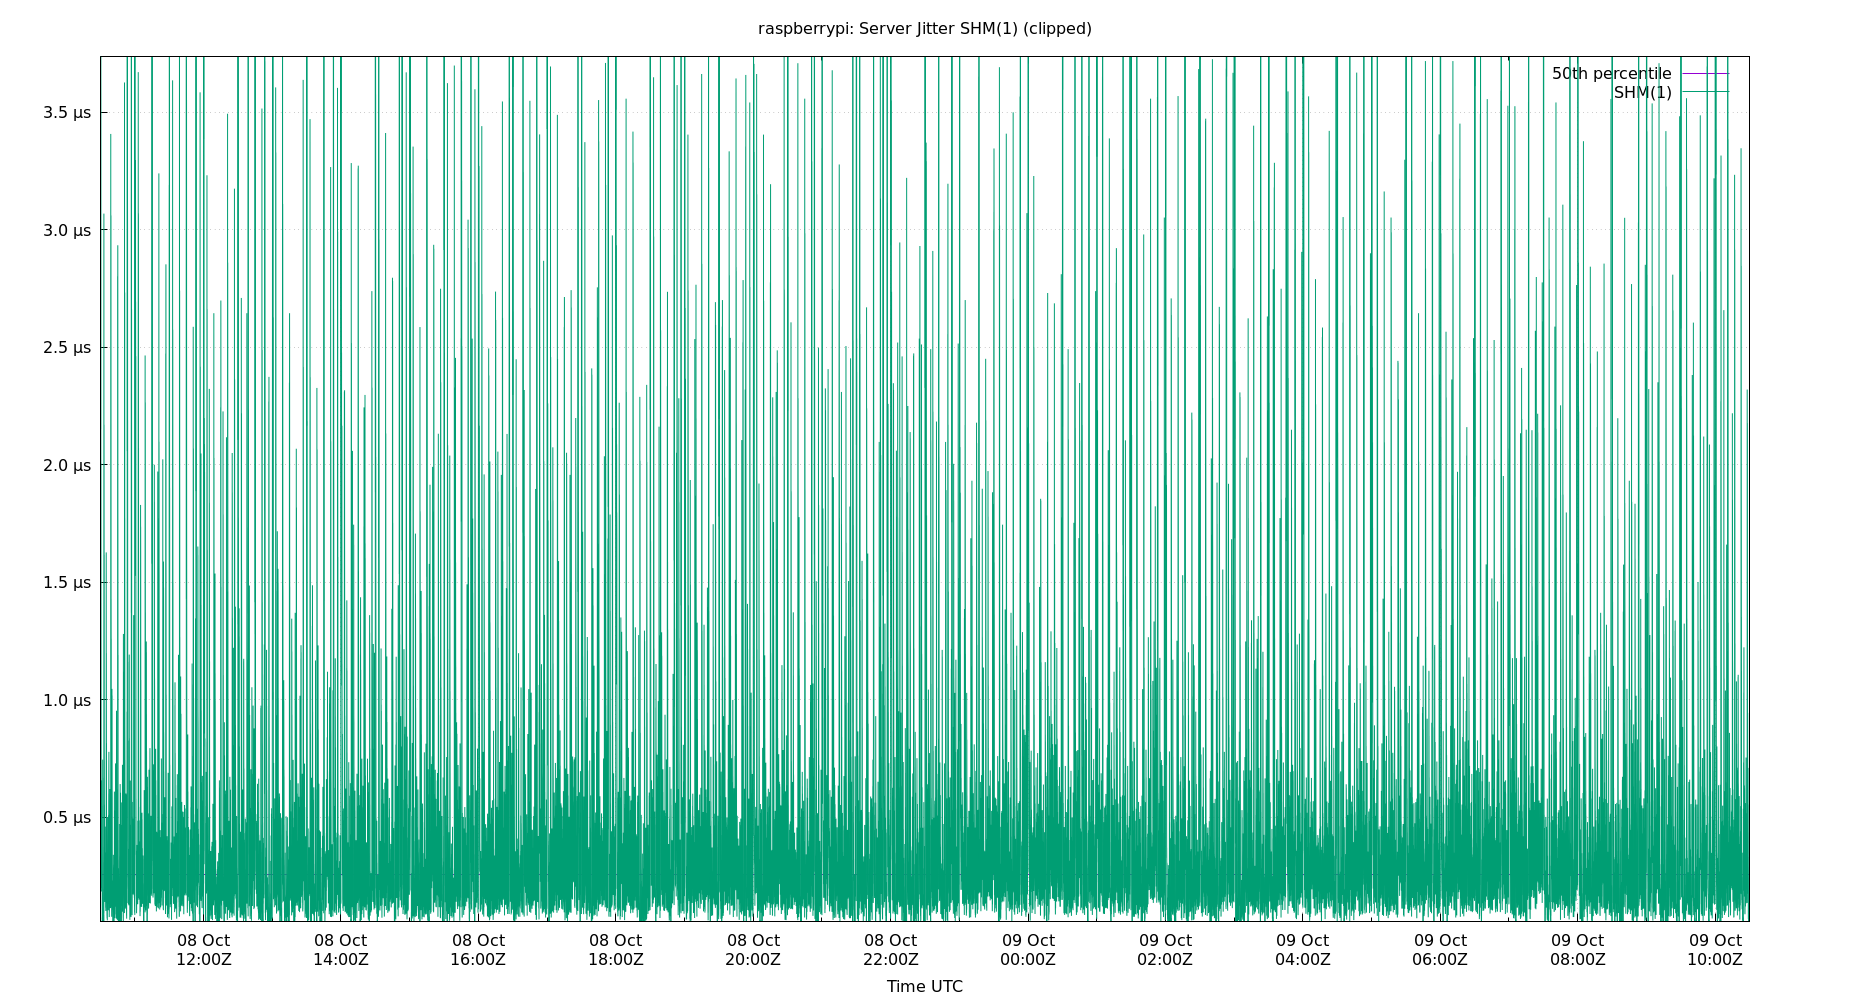 raspberrypi: Server Jitter SHM(1) (clipped)
50th percentile
SHM(1)
3.5 μs
3.0 μs
2.5 μs
2.0 μs
1.5 μs
1.0 μs
0.5 μs
08 Oct 08 Oct 08 Oct 08 Oct 08 Oct 08 Oct 09 Oct 09 Oct 09 Oct 09 Oct 09 Oct 09 Oct
12:00Z 14:00Z 16:00Z 18:00Z 20:00Z 22:00Z 00:00Z 02:00Z 04:00Z 06:00Z 08:00Z 10:00Z
Time UTC